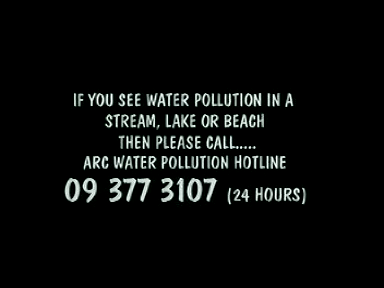 IF YOU SEE WATER POLLUTION IN A
STREAM, LAKE OR BEACH
THEN PLEASE CALL.....
ARC WATER POLLUTION HOTLINE
09 377 3107 (24 HOURS)